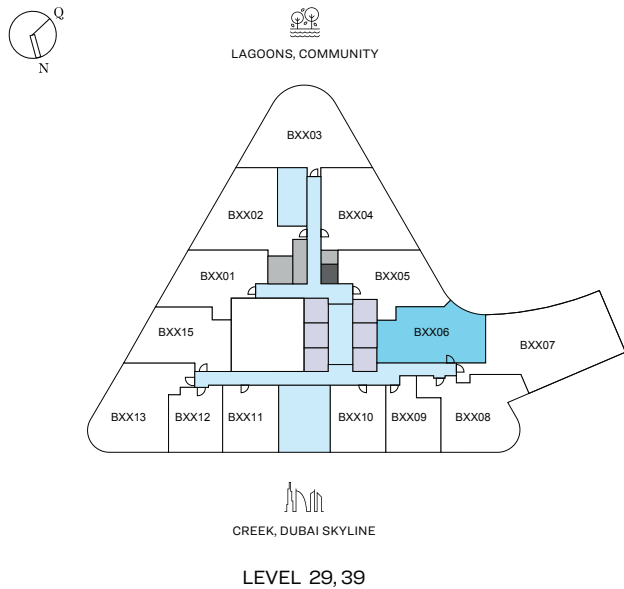 Q
N
LAGOONS, COMMUNITY
BXX03
BXX02
BXX04
BXX01
BXX05
BXX15
BXX06
BXX07
BXX13
BXX12
BXX11
BXX10
BXX09
BXX08
CREEK, DUBAI SKYLINE
LEVEL 29, 39